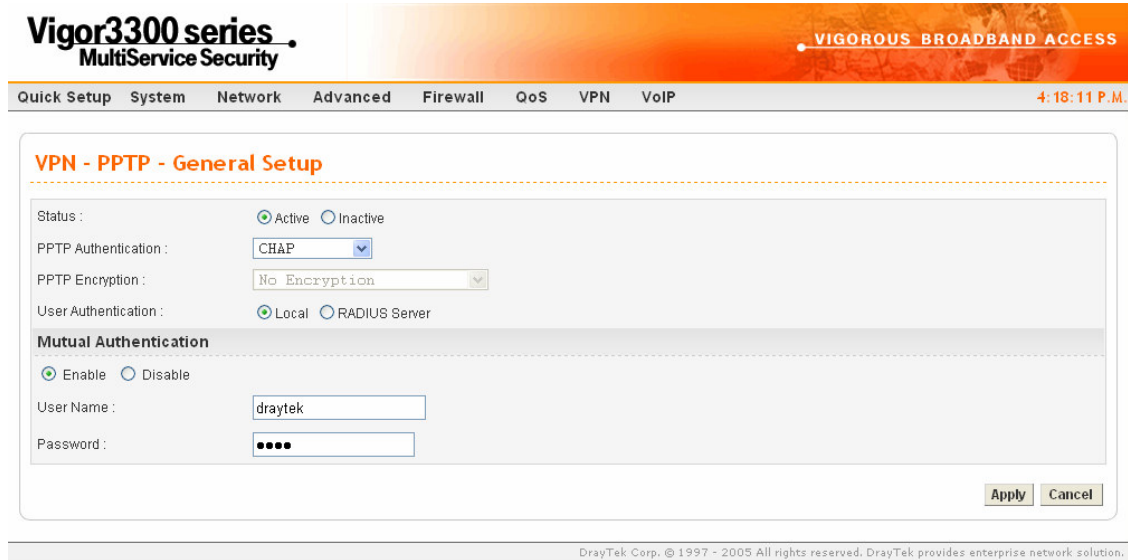 Vigor3300 series
MultiService Security
VIGOROUS BROADBAND ACCESS
Quick Setup System Network Advanced Firewall QoS VPN VoIP 4:18:11 P.M.
VPN - PPTP - General Setup
Status : Active Inactive
PPTP Authentication : CHAP
PPTP Encryption : No Encryption
User Authentication : Local RADIUS Server
Mutual Authentication
Enable Disable
User Name : draytek
Password : ••••
Apply Cancel
DrayTek Corp. © 1997 - 2005 All rights reserved. DrayTek provides enterprise network solution.